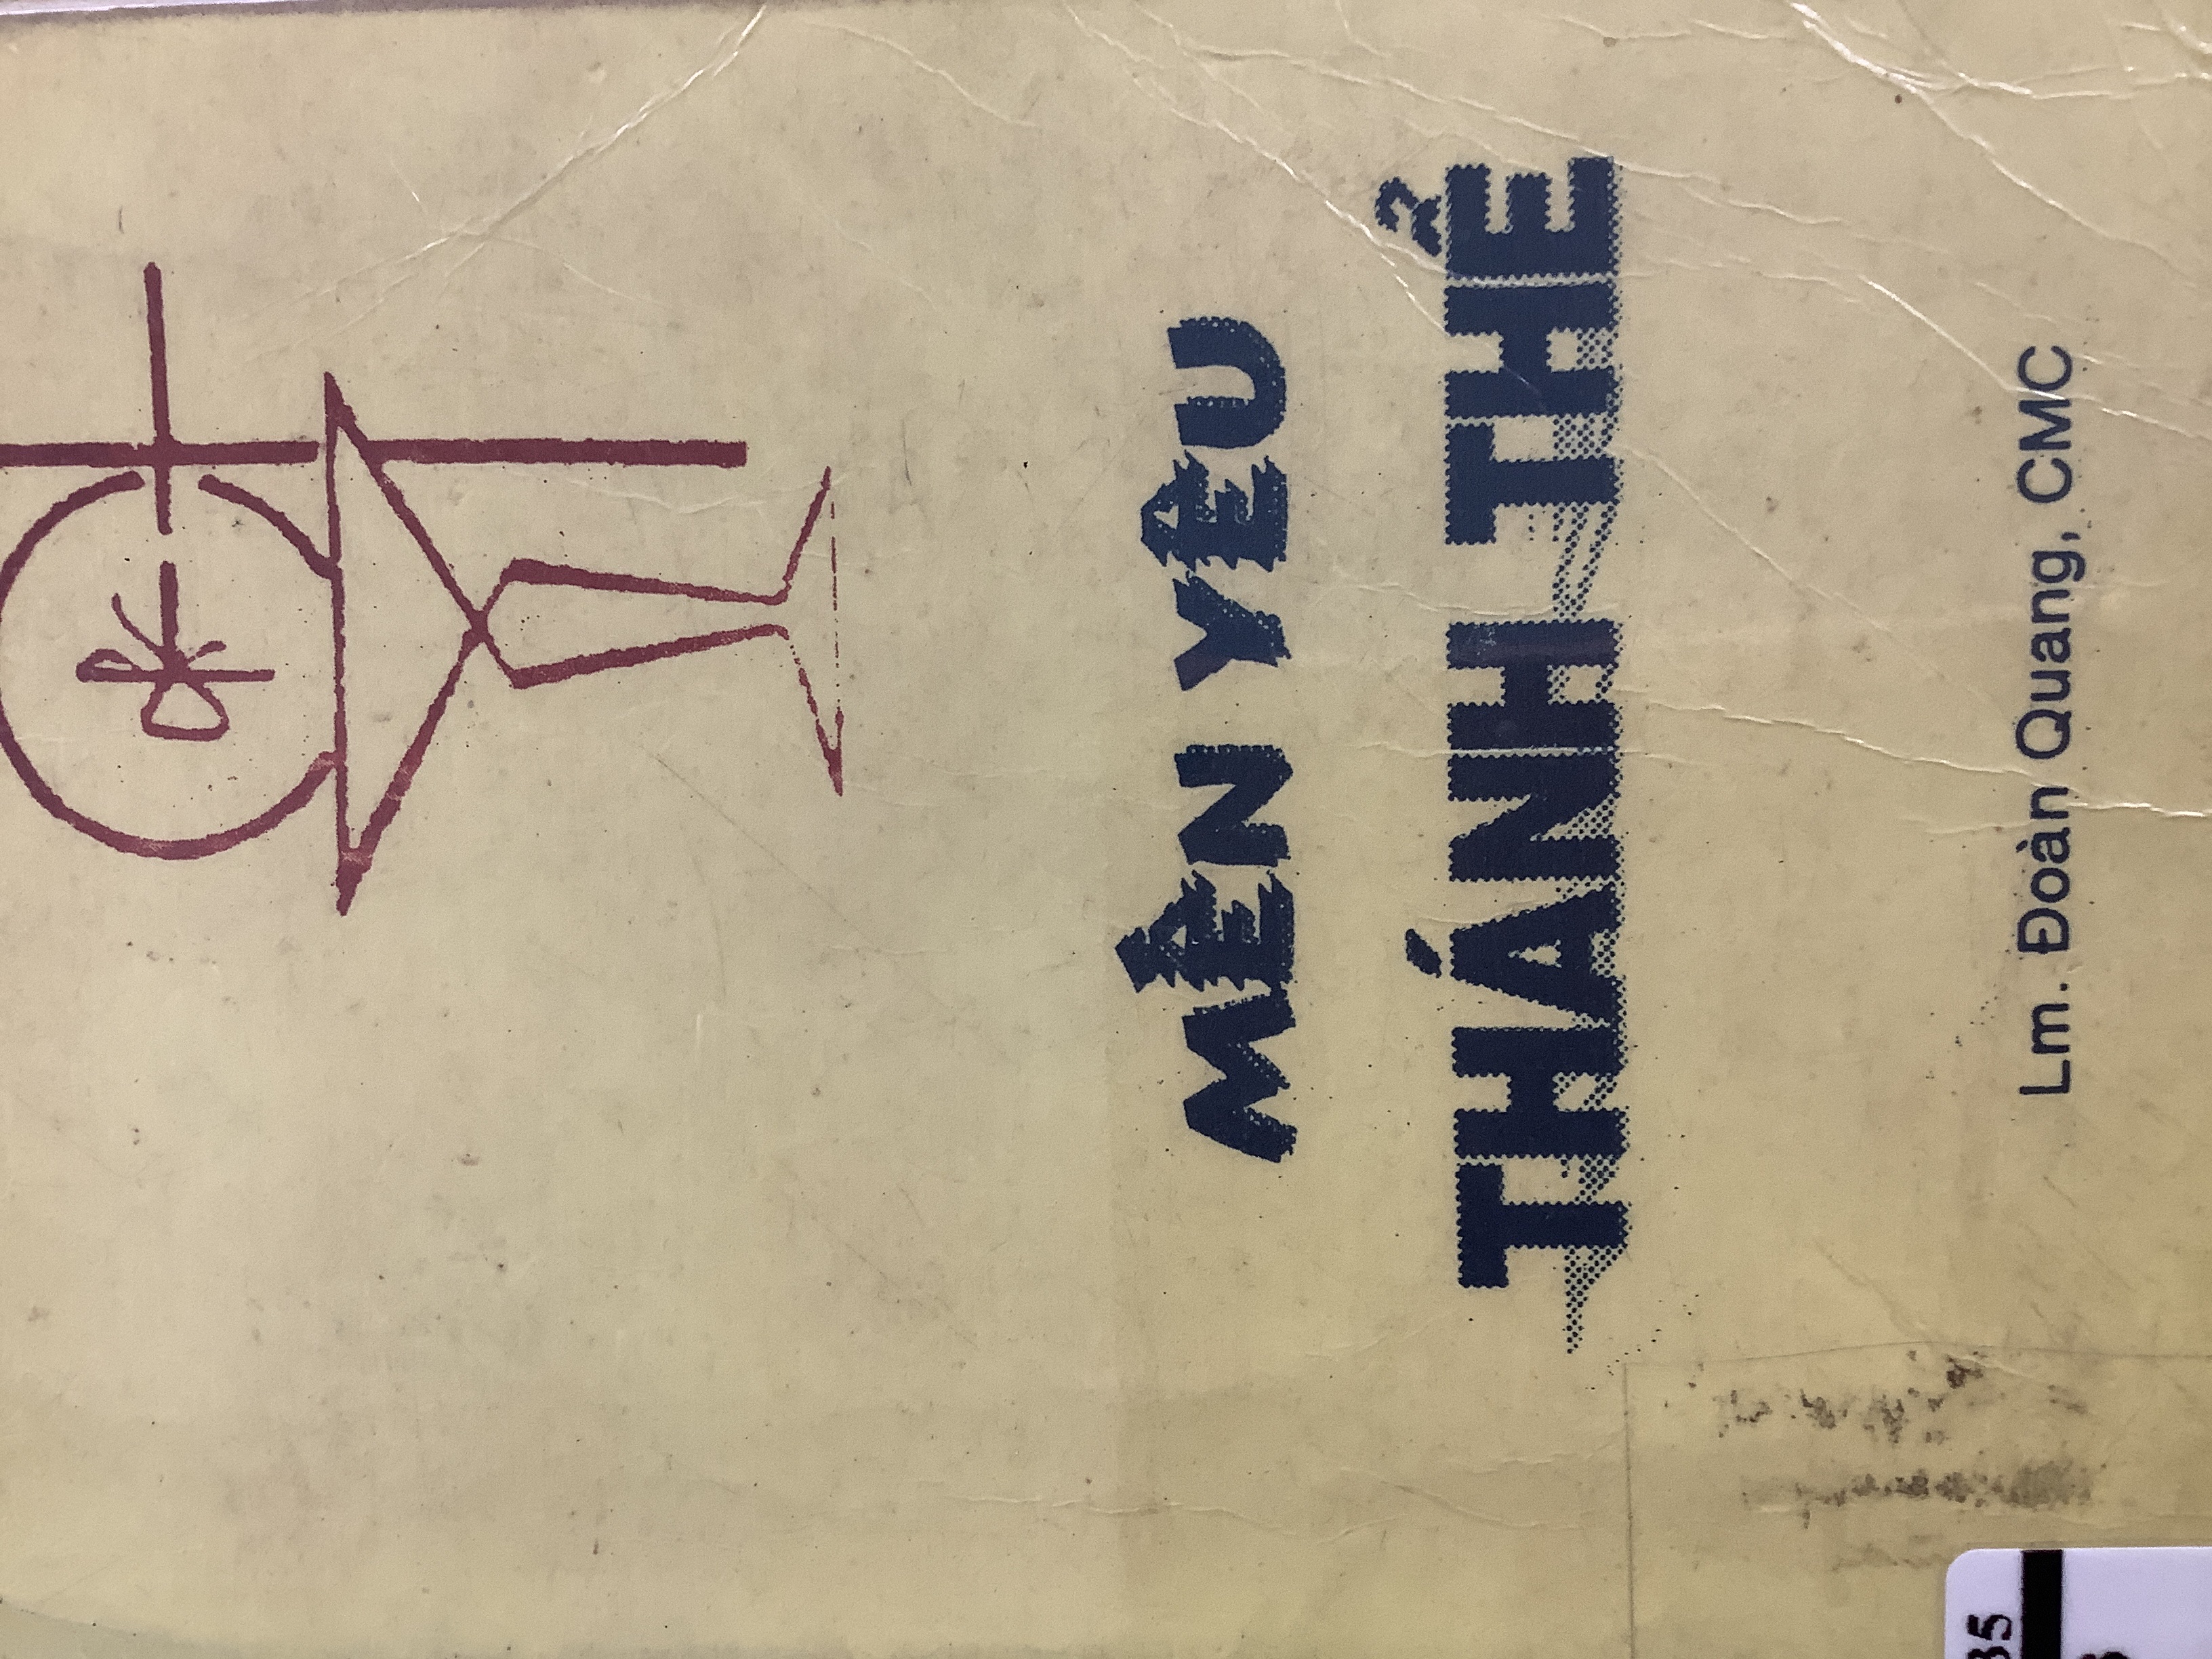 MẾN YÊU
THÁNH THỂ
Lm. Đoàn Quang, CMC